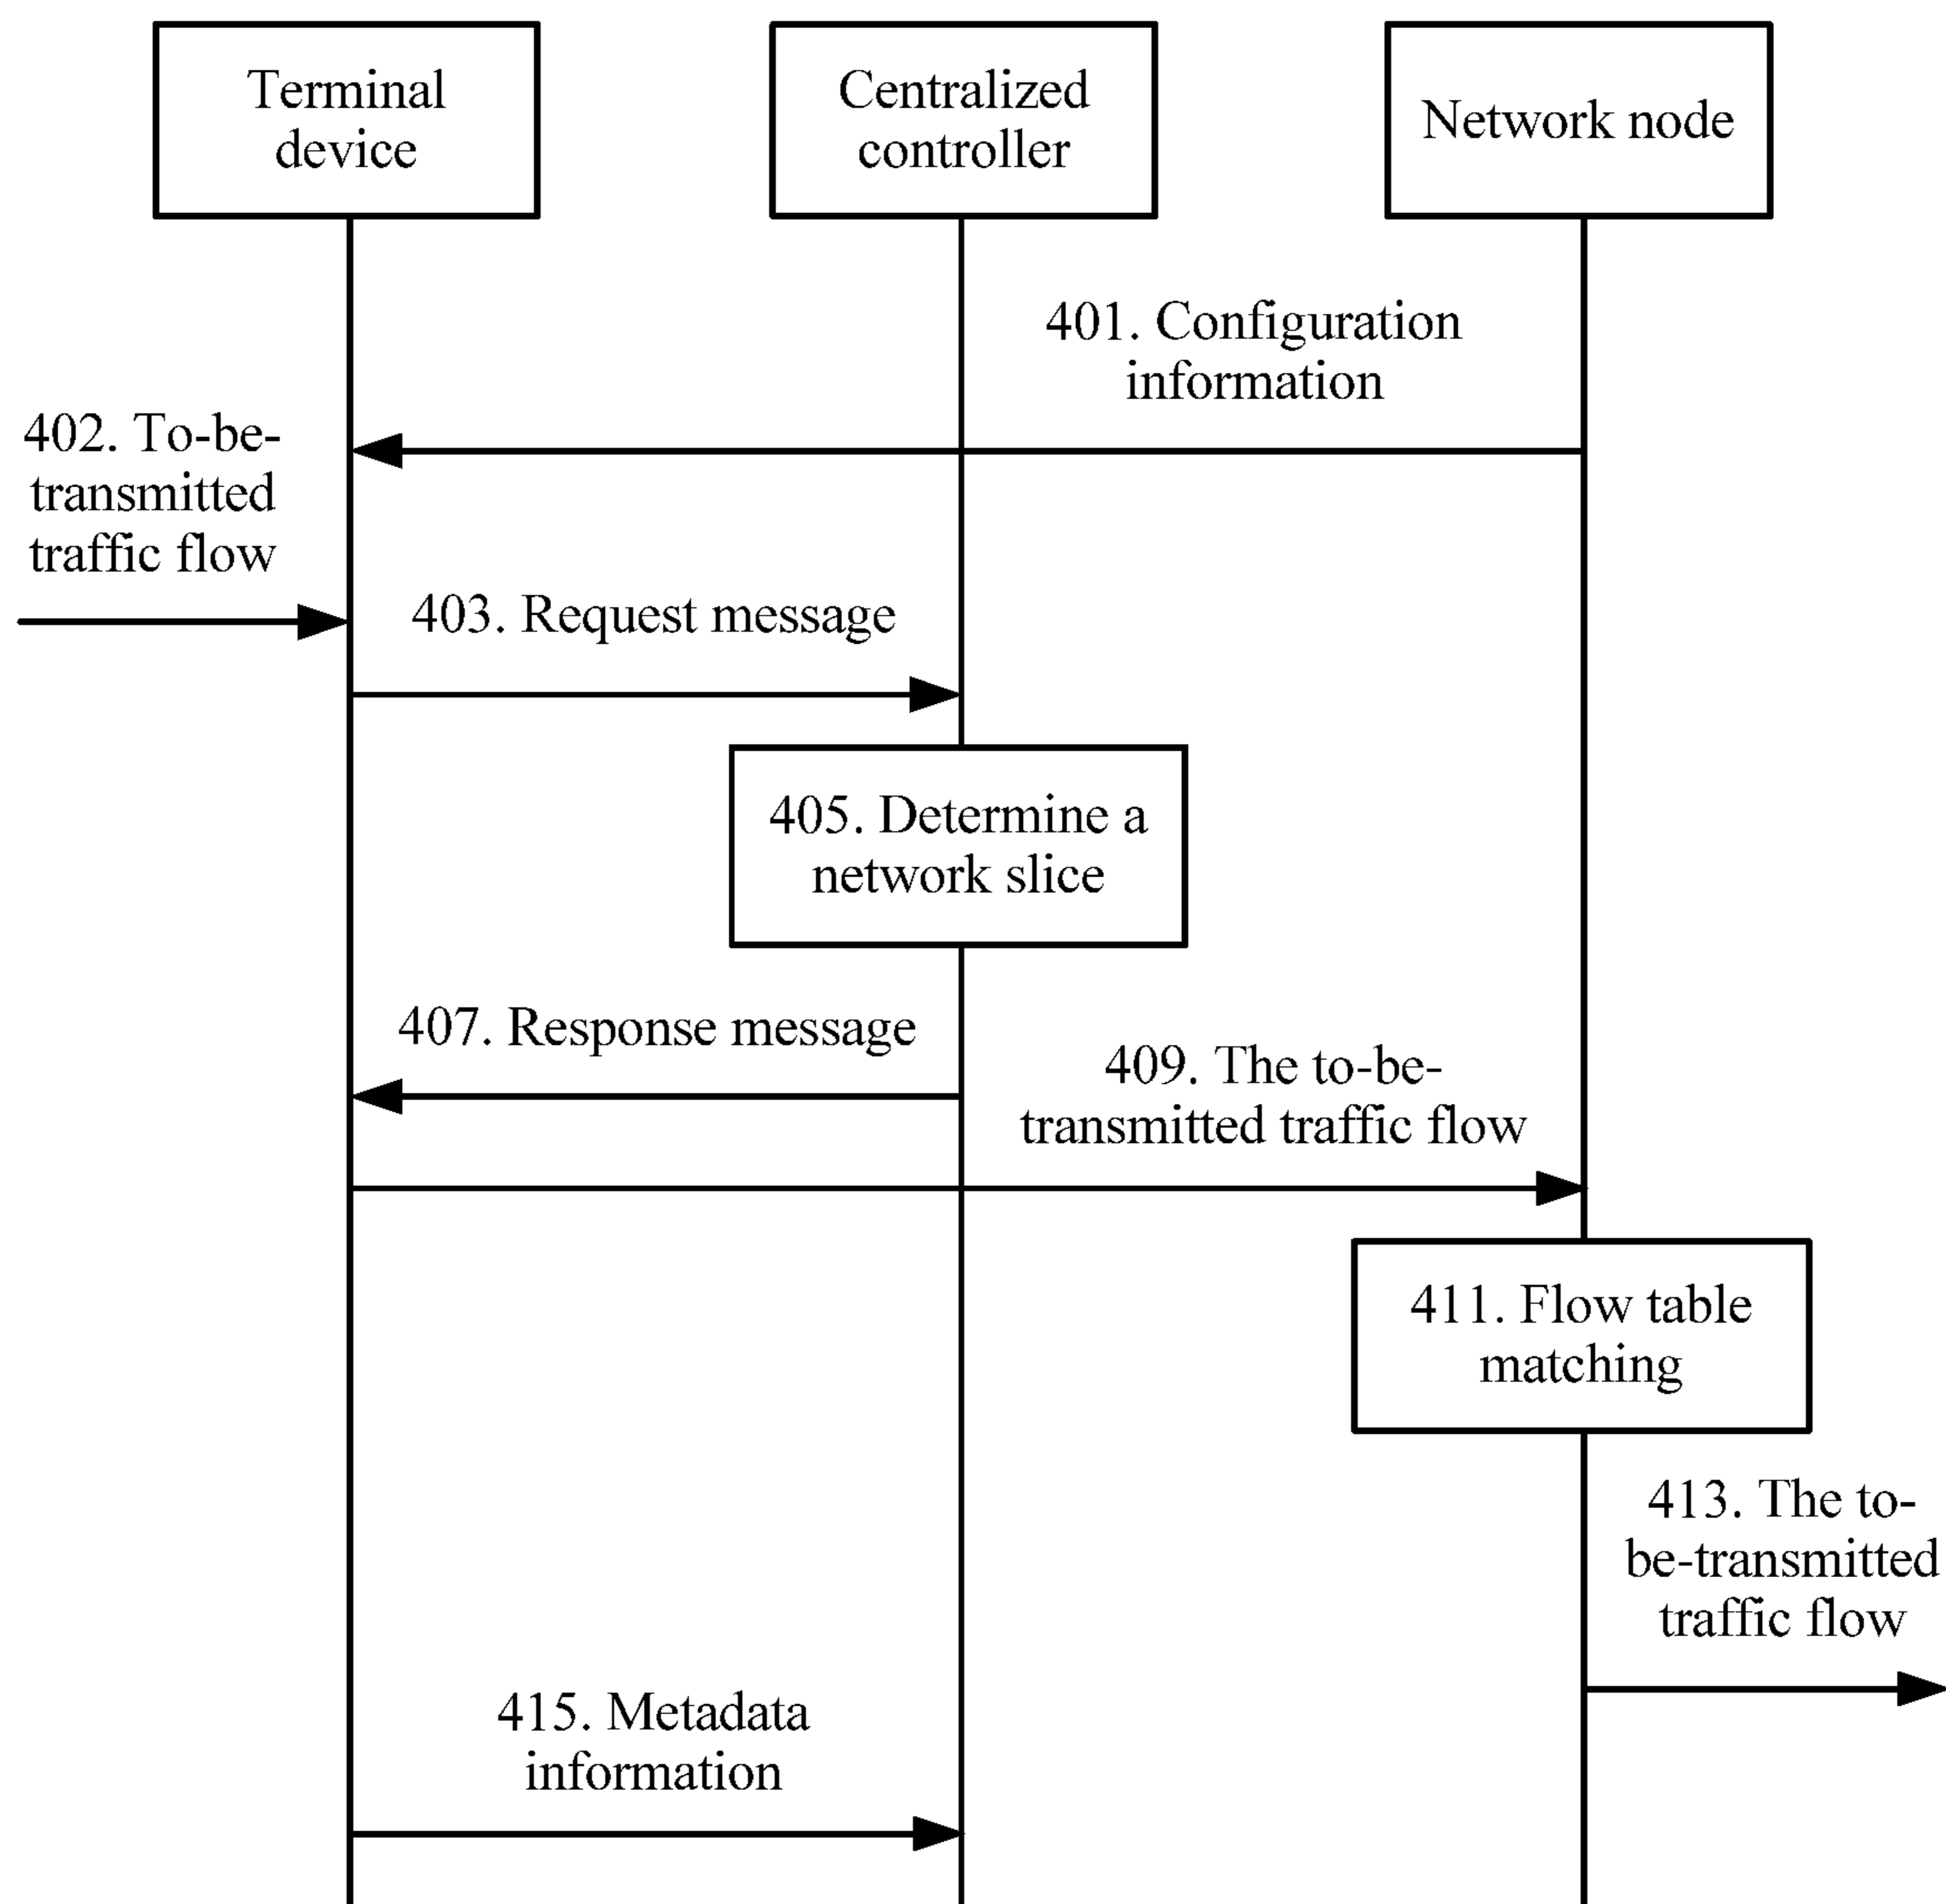 Terminal
device
Centralized
controller
Network node
401. Configuration
information
402. To-be-
transmitted
traffic flow
403. Request message
405. Determine a
network slice
407. Response message
409. The to-be-
transmitted traffic flow
411. Flow table
matching
413. The to-
be-transmitted
traffic flow
415. Metadata
information